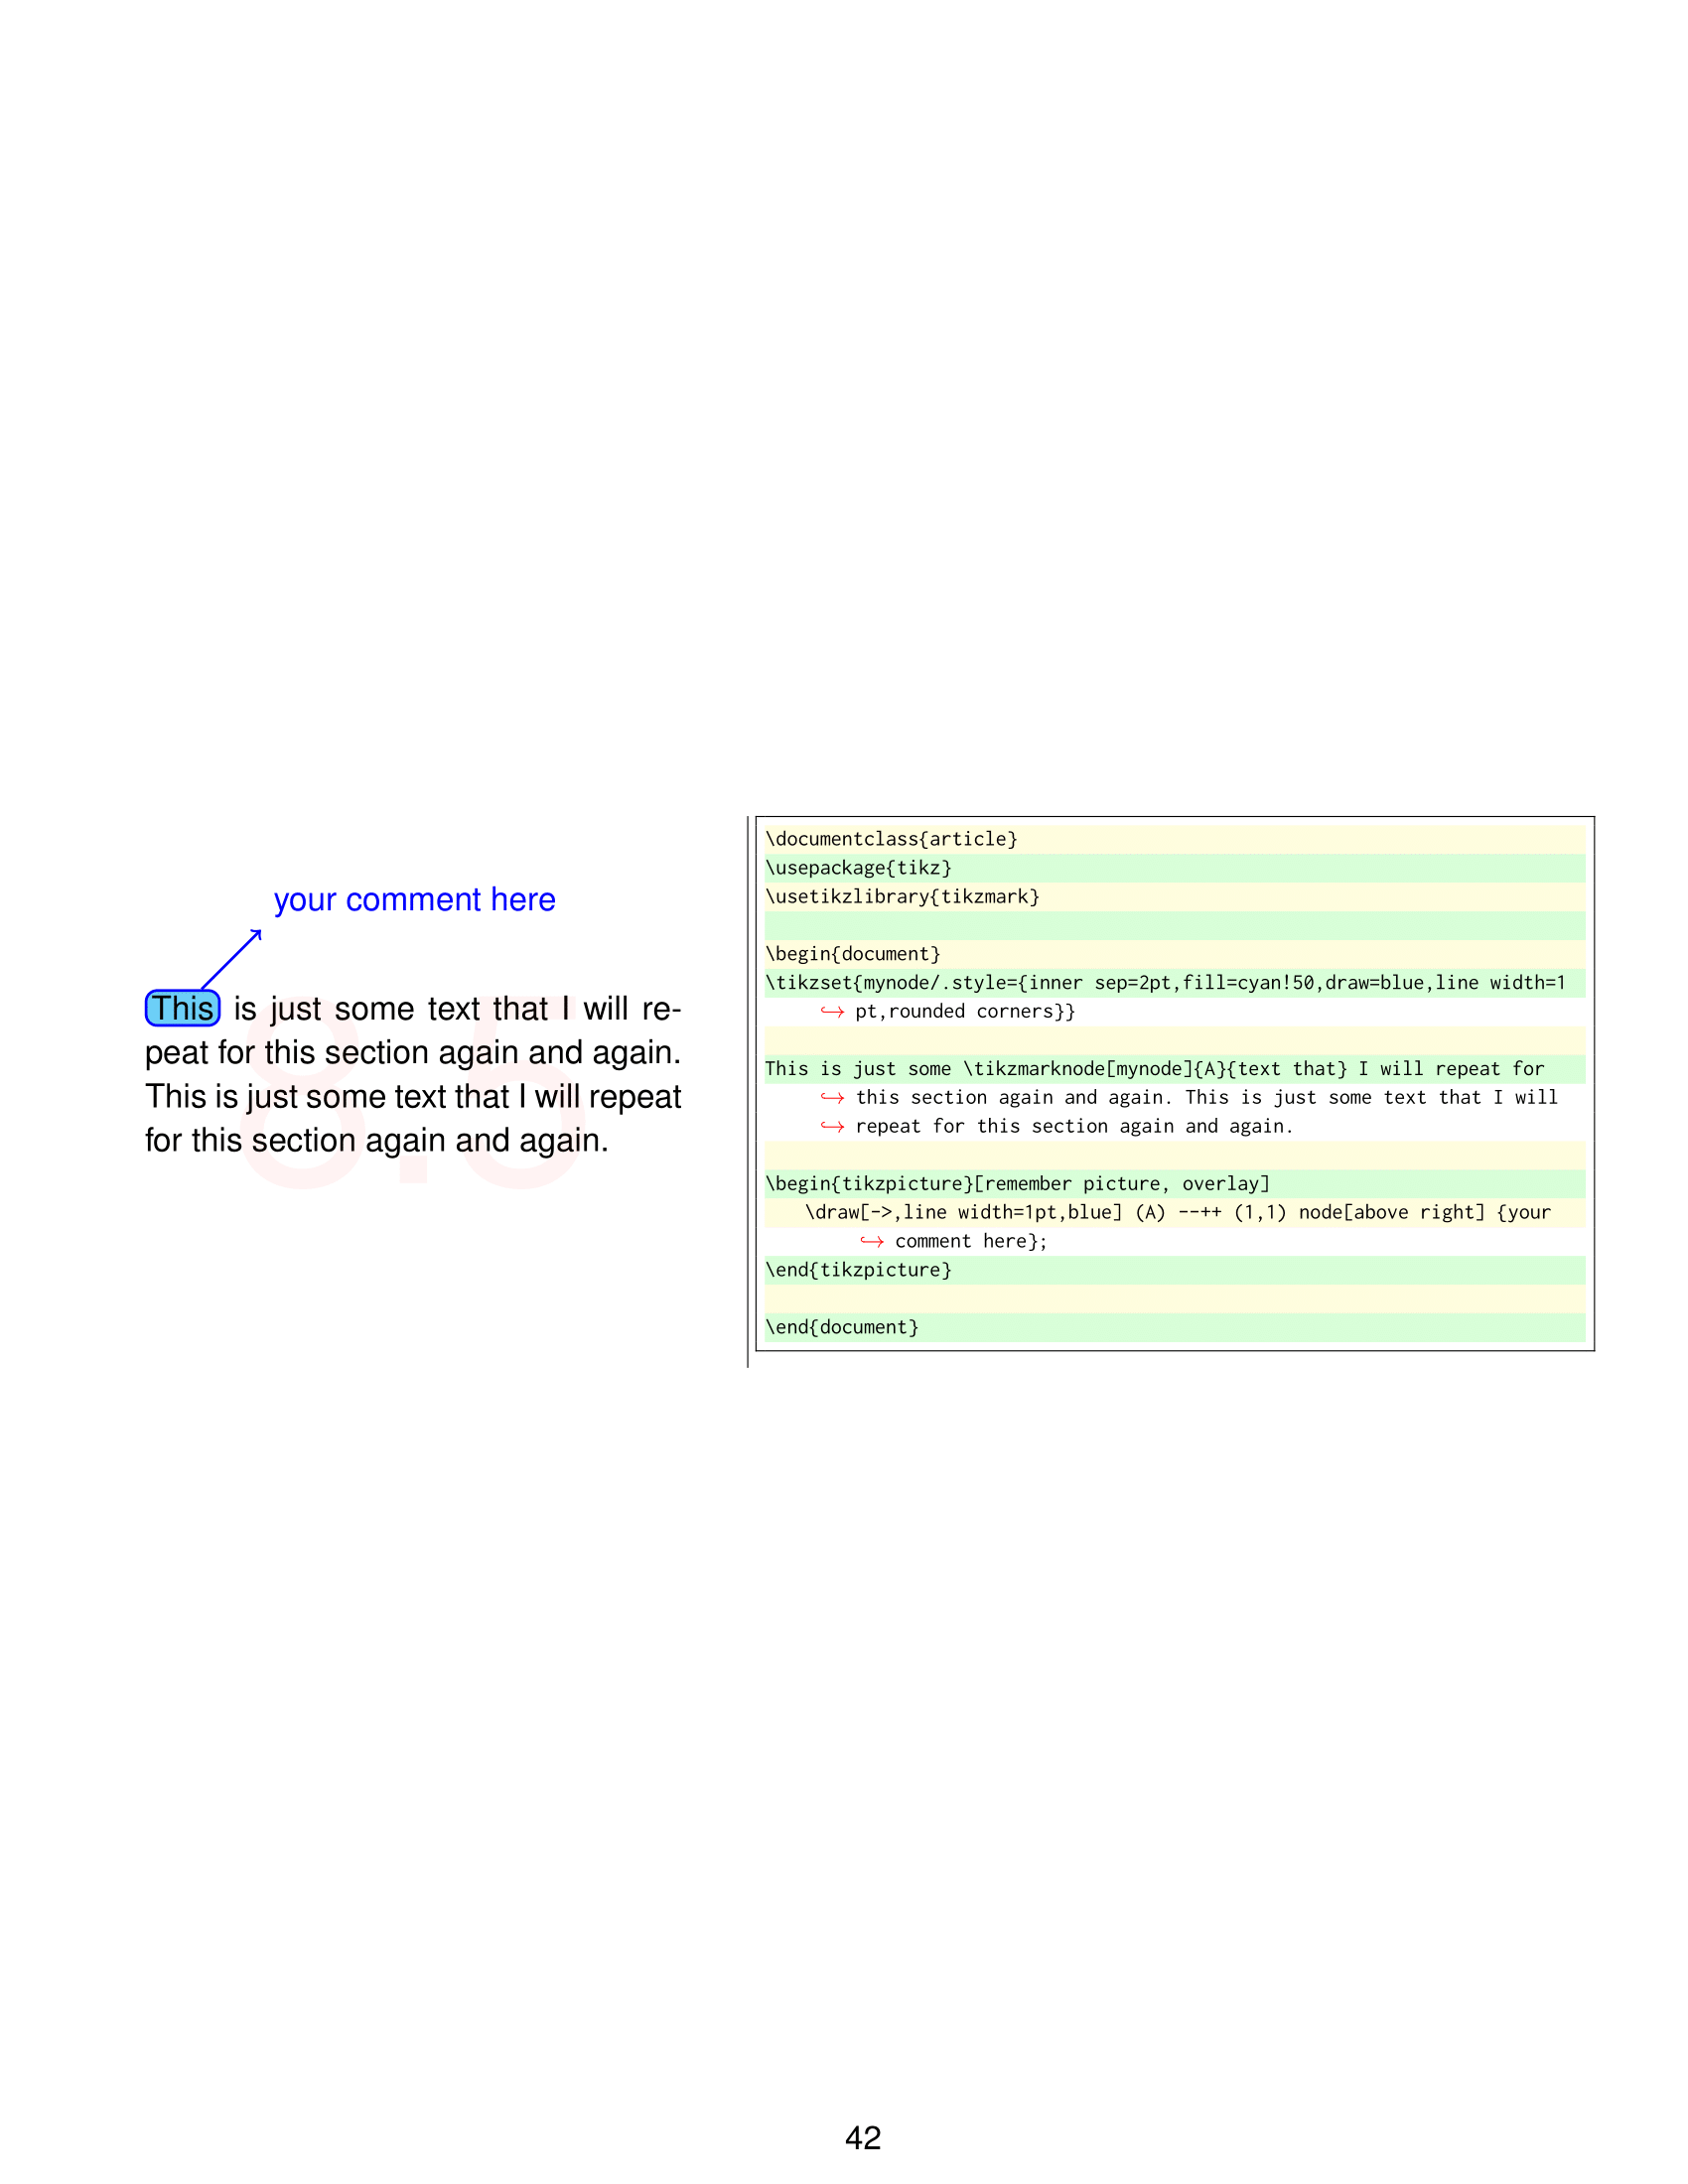 your comment here
This is just some text that I will re-
peat for this section again and again.
This is just some text that I will repeat
for this section again and again.
8.5
\documentclass{article}
\usepackage{tikz}
\usetikzlibrary{tikzmark}
\begin{document}
\tikzset{mynode/.style={inner sep=2pt,fill=cyan!50,draw=blue,line width=1
↪ pt,rounded corners}}
This is just some \tikzmarknode[mynode]{A}{text that} I will repeat for
↪ this section again and again. This is just some text that I will
↪ repeat for this section again and again.
\begin{tikzpicture}[remember picture, overlay]
\draw[->,line width=1pt,blue] (A) --++ (1,1) node[above right] {your
↪ comment here};
\end{tikzpicture}
\end{document}
42